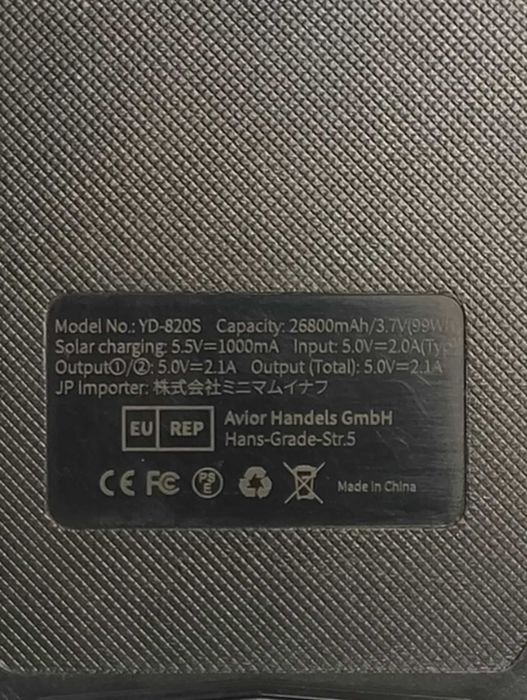 Model No.: YD-820S Capacity: 26800mAh/3.7V(99Wh
Solar charging: 5.5V=1000mA Input: 5.0V=2.0A(Typ
Output①/②: 5.0V=2.1A Output (Total): 5.0V=2.1A
JP Importer: 株式会社ミニマムイナフ
EU REP Avior Handels GmbH
Hans-Grade-Str.5
CE FC PSE Made in China